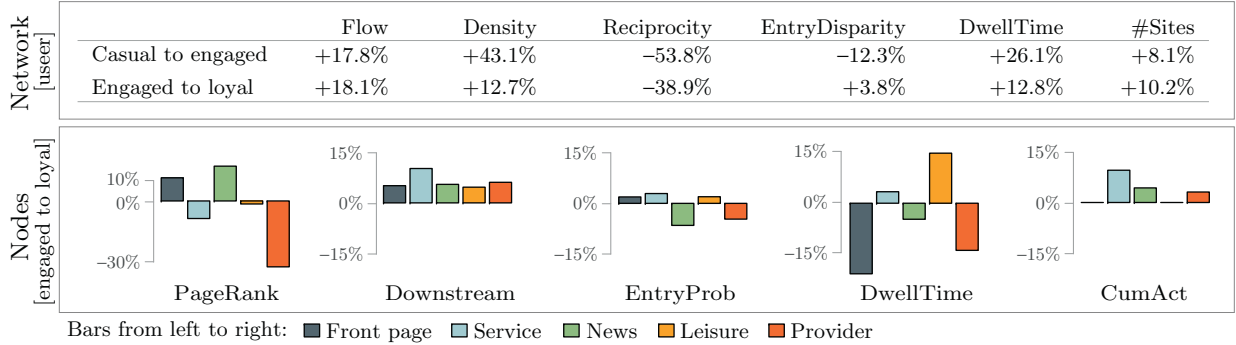 Network
[useer]
Flow Density Reciprocity EntryDisparity DwellTime #Sites
Casual to engaged +17.8% +43.1% −53.8% −12.3% +26.1% +8.1%
Engaged to loyal +18.1% +12.7% −38.9% +3.8% +12.8% +10.2%
Nodes
[engaged to loyal]
10%
0%
−30%
PageRank
15%
0%
−15%
Downstream
15%
0%
−15%
EntryProb
15%
0%
−15%
DwellTime
15%
0%
−15%
CumAct
Bars from left to right: Front page Service News Leisure Provider